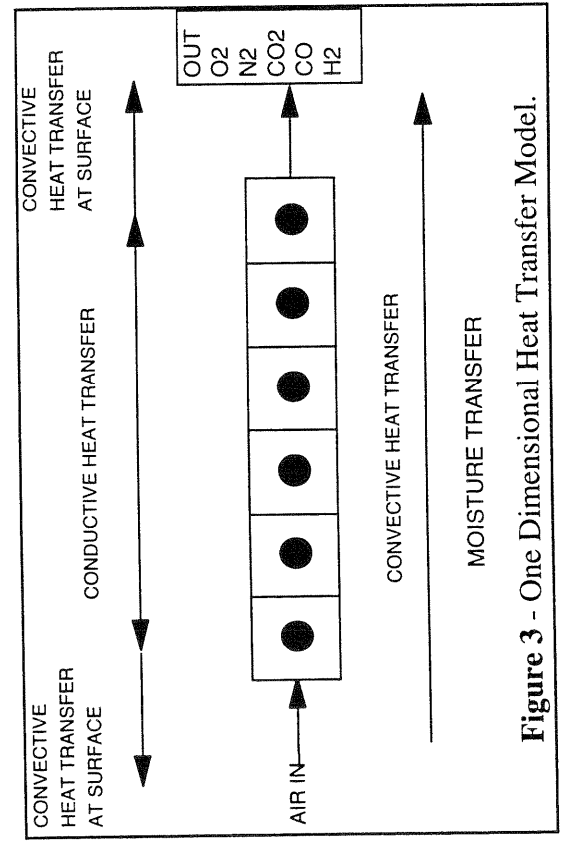 CONVECTIVE
HEAT TRANSFER
AT SURFACE
CONDUCTIVE HEAT TRANSFER
CONVECTIVE
HEAT TRANSFER
AT SURFACE
AIR IN
OUT
O2
N2
CO2
CO
H2
CONVECTIVE HEAT TRANSFER
MOISTURE TRANSFER
Figure 3 - One Dimensional Heat Transfer Model.